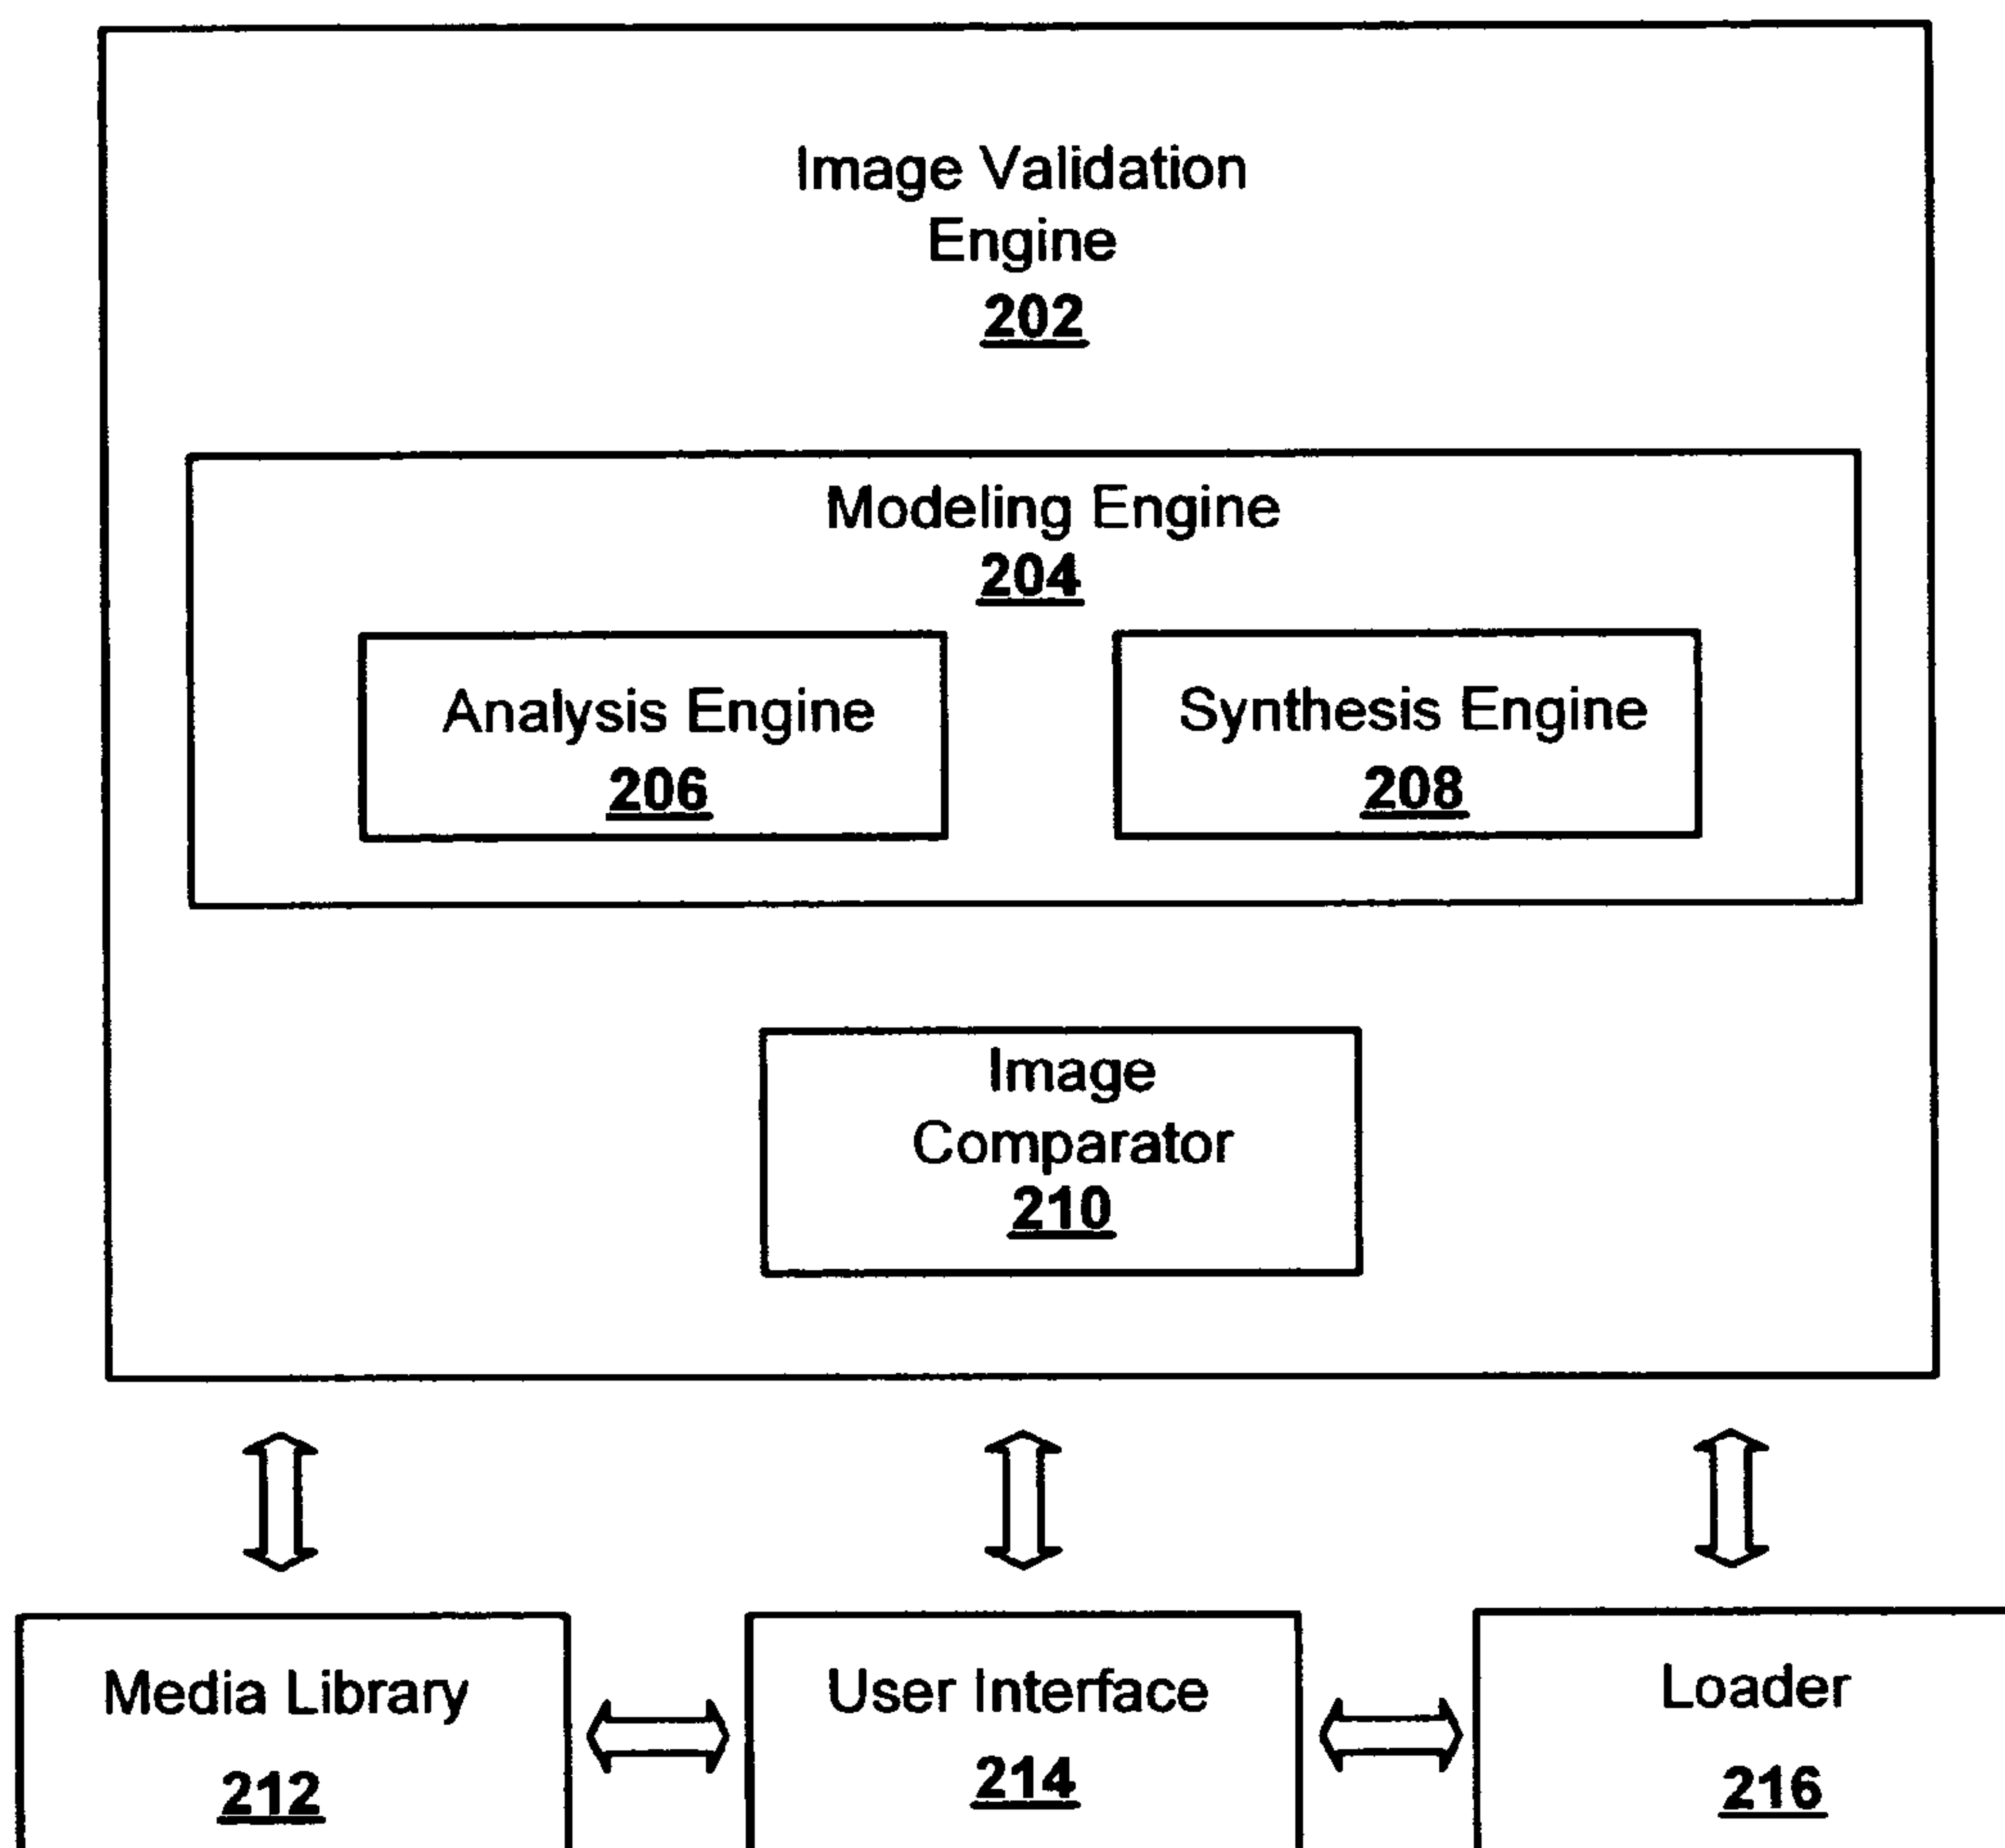 Image Validation
Engine
202
Modeling Engine
204
Analysis Engine
206
Synthesis Engine
208
Image
Comparator
210
Media Library
212
User Interface
214
Loader
216